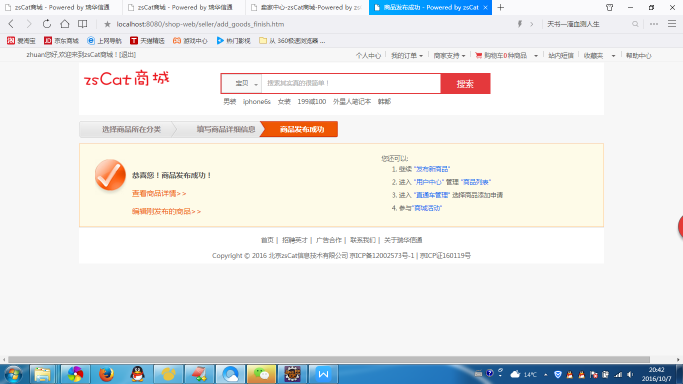 zsCat商城 - Powered by 锦华信通
zsCat商城 - Powered by 锦华信通
卖家中心-zsCat商城-Powered by zs
商品发布成功 - Powered by zsCat
localhost:8080/shop-web/seller/add_goods_finish.htm
天书一淹血测人生
爱淘宝 京东商城 上网导航 天猫精选 游戏中心 热门影视 从 360极速浏览器 ...
zhuan您好,欢迎来到zsCat商城！[退出]
个人中心 我的订单 商家支持 购物车0种商品 站内短信 收藏夹 帮助中心
zsCat商城
宝贝 搜索其实真的很简单！ 搜索
男装 iphone6s 女装 199减100 外星人笔记本 韩都
选择商品所在分类 填写商品详细信息 商品发布成功
恭喜您！商品发布成功！
查看商品详情>>
编辑刚发布的商品>>
您还可以:
1. 继续 "发布新商品"
2. 进入 "用户中心" 管理 "商品列表"
3. 进入 "直通车管理" 选择商品添加申请
4. 参与"商城活动"
首页 | 招聘英才 | 广告合作 | 联系我们 | 关于锦华信通
Copyright © 2016 北京zsCat信息技术有限公司 京ICP备12002573号-1 | 京ICP证160119号
14℃
20:42
2016/10/7